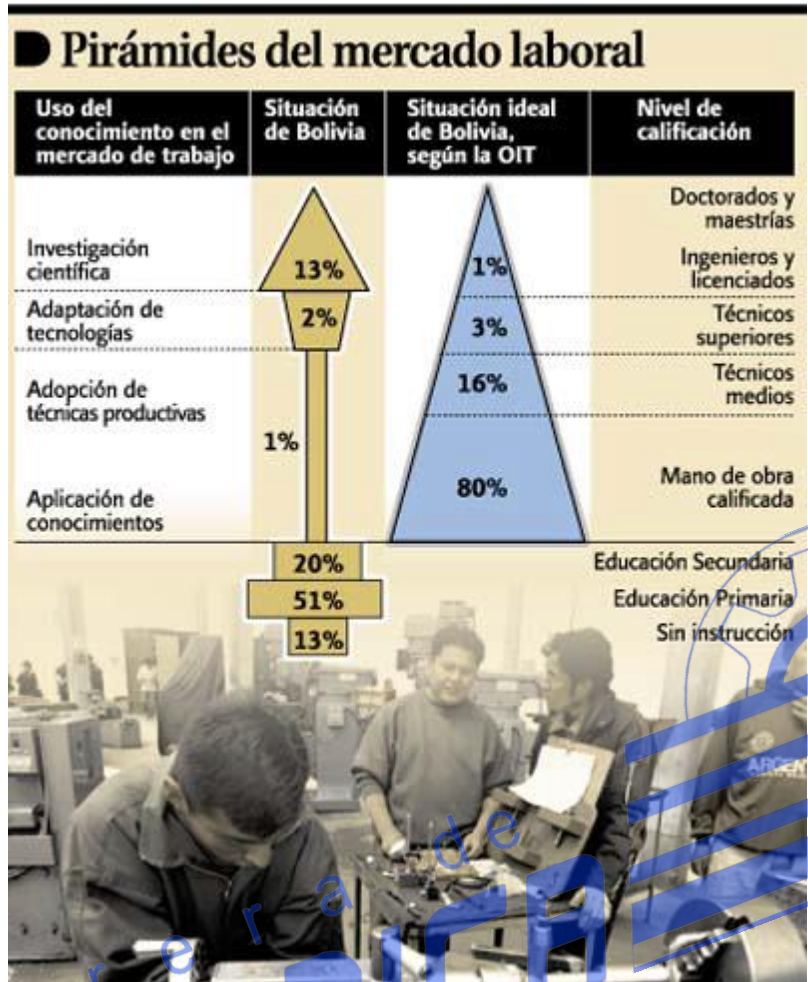 Pirámides del mercado laboral
Uso del
conocimiento en el
mercado de trabajo
Situación
de Bolivia
Situación ideal
de Bolivia,
según la OIT
Nivel de
calificación
Doctorados y
maestrías
Investigación
científica
13%
1%
Ingenieros y
licenciados
Adaptación de
tecnologías
2%
3%
Técnicos
superiores
Adopción de
técnicas productivas
1%
16%
Técnicos
medios
Aplicación de
conocimientos
80%
Mano de obra
calificada
20%
Educación Secundaria
51%
Educación Primaria
13%
Sin instrucción
ARGEN
de